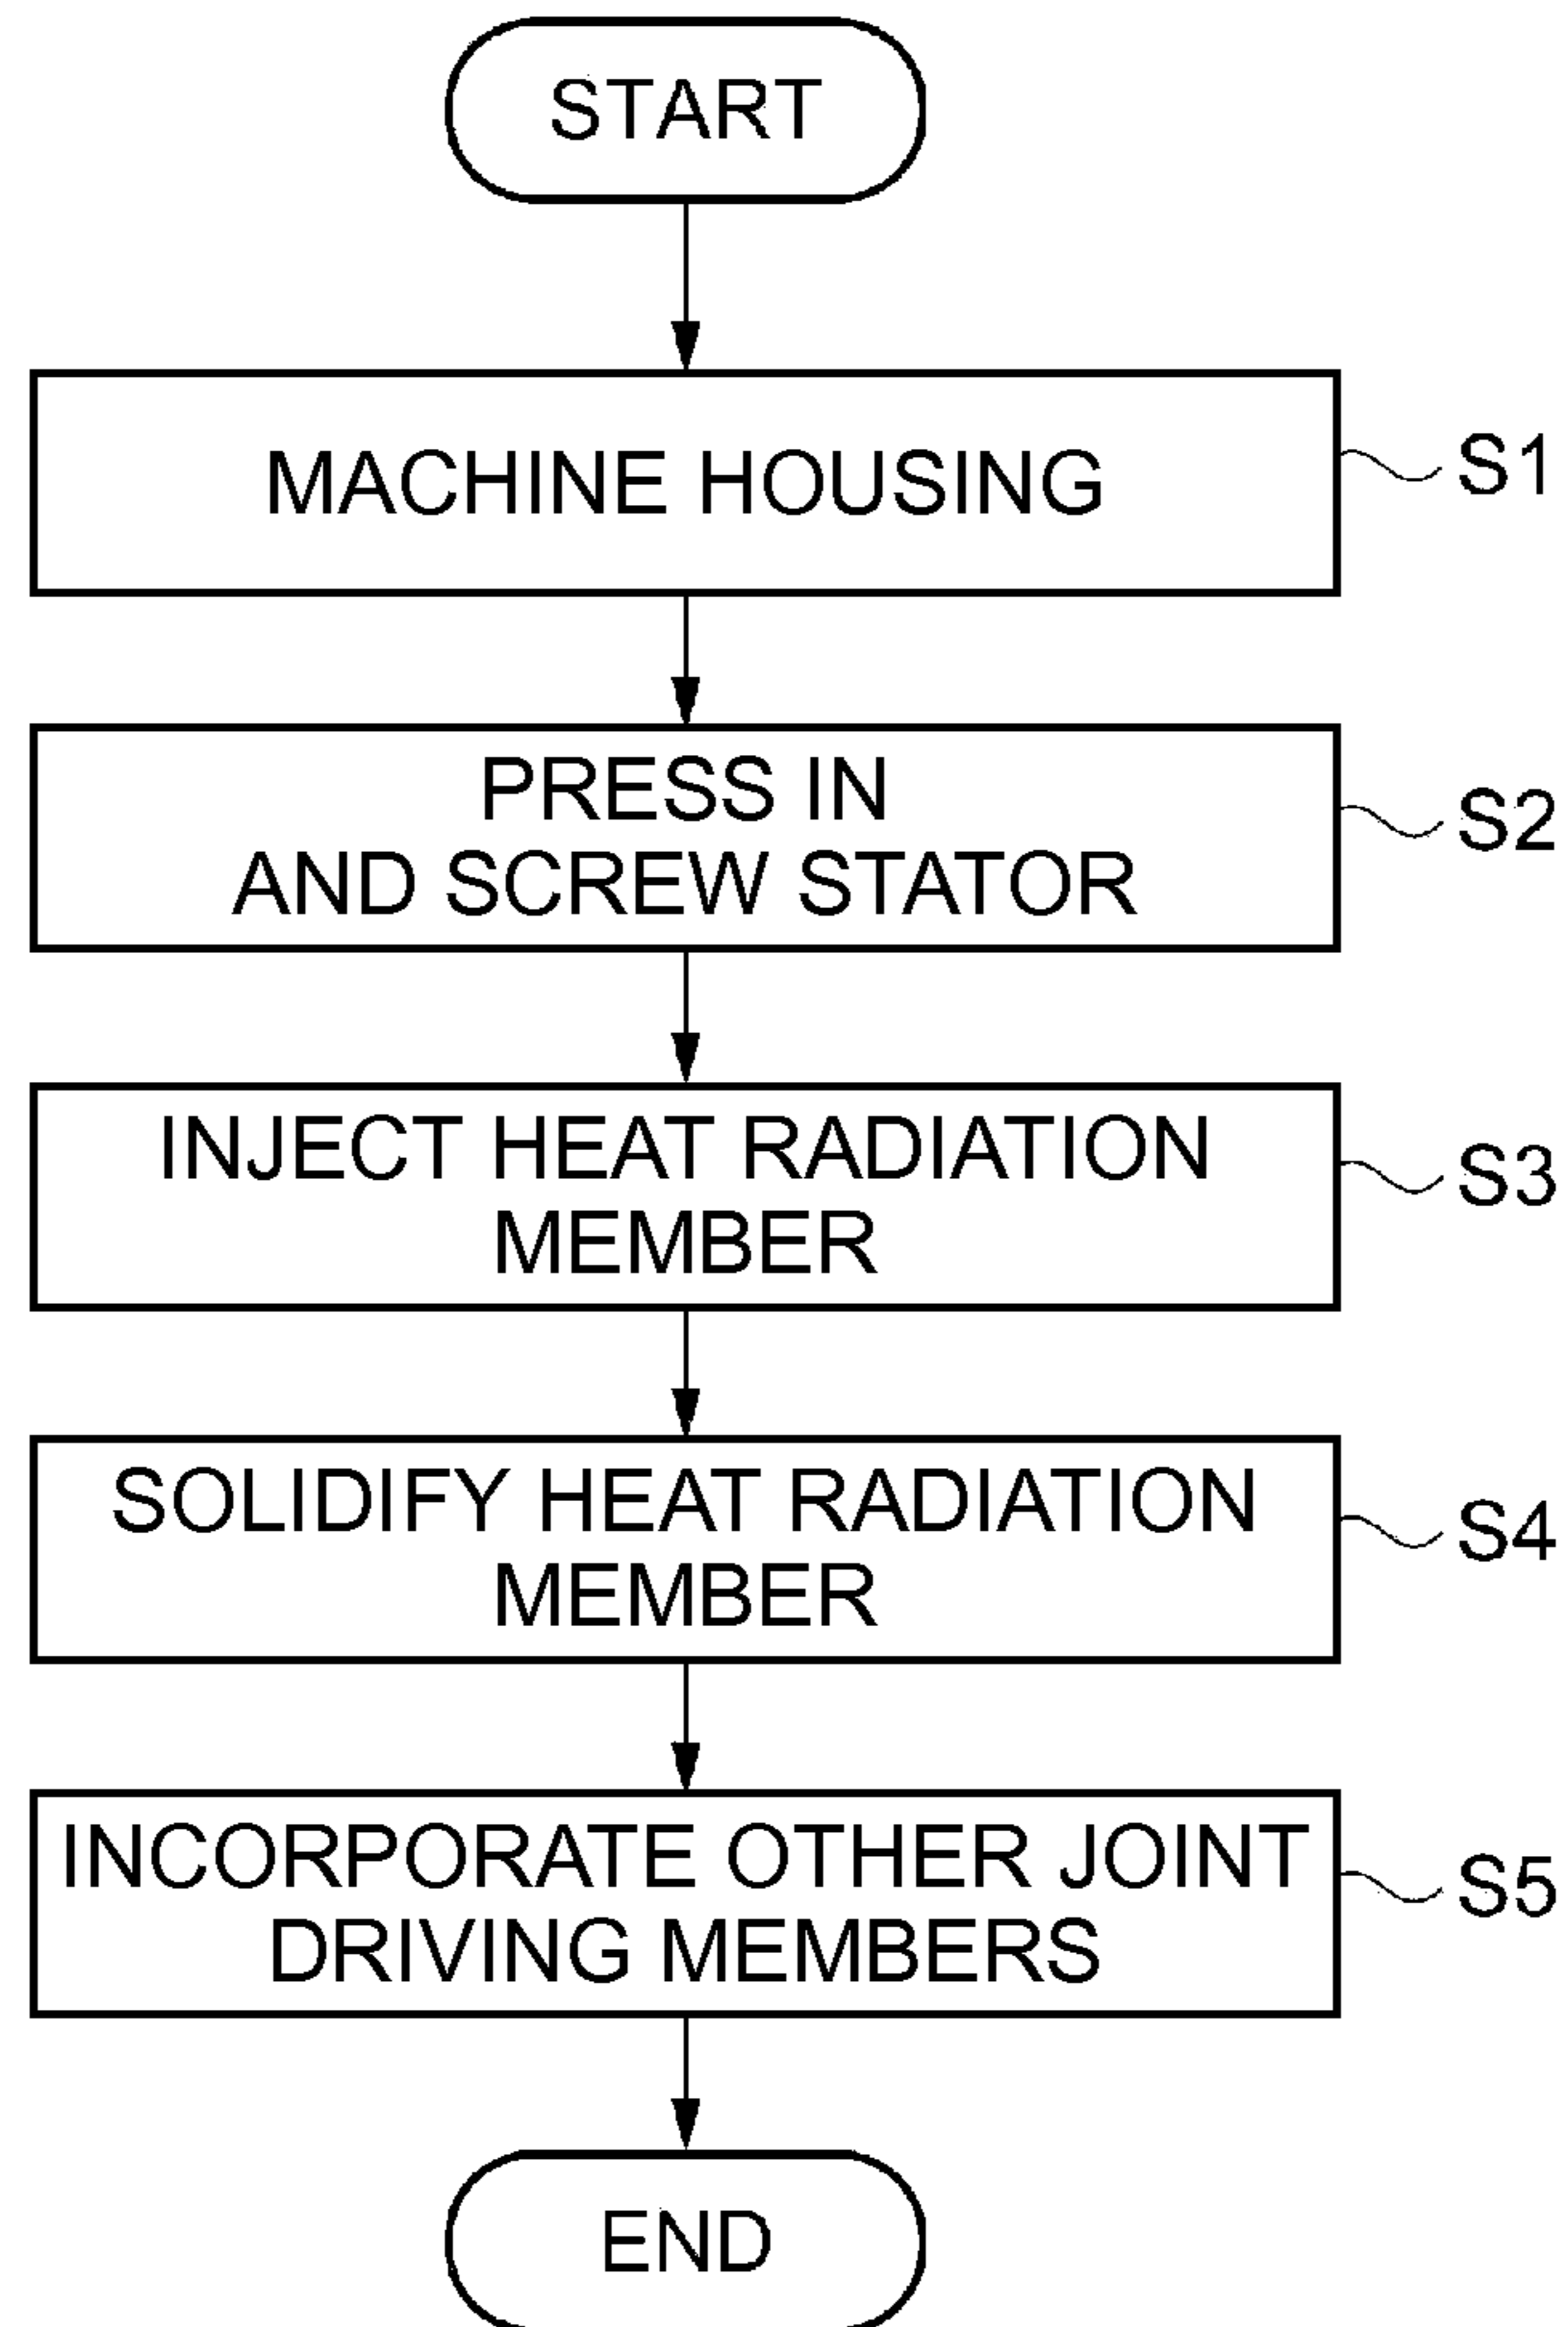 START
MACHINE HOUSING
S1
PRESS IN
AND SCREW STATOR
S2
INJECT HEAT RADIATION
MEMBER
S3
SOLIDIFY HEAT RADIATION
MEMBER
S4
INCORPORATE OTHER JOINT
DRIVING MEMBERS
S5
END